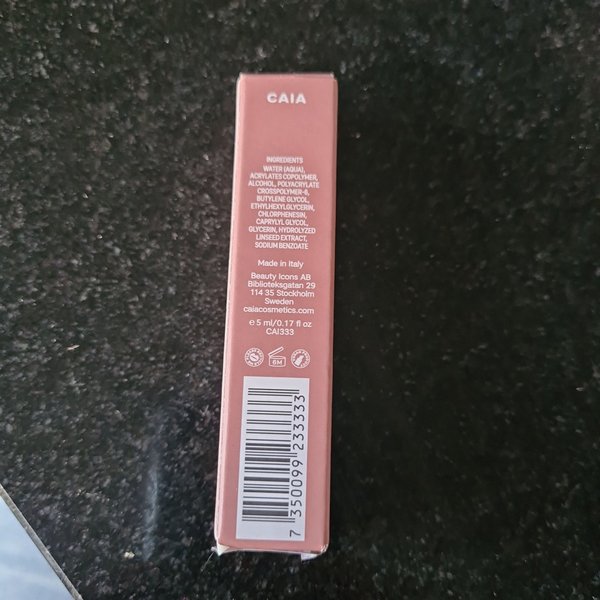 CAIA
INGREDIENTS
WATER (AQUA),
ACRYLATES COPOLYMER,
ALCOHOL, POLYACRYLATE
CROSSPOLYMER-6,
BUTYLENE GLYCOL,
ETHYLHEXYLGLYCERIN,
CHLORPHENESIN,
CAPRYLYL GLYCOL,
GLYCERIN, HYDROLYZED
LINSEED EXTRACT,
SODIUM BENZOATE
Made in Italy
Beauty Icons AB
Biblioteksgatan 29
114 35 Stockholm
Sweden
caiacosmetics.com
e 5 ml/0.17 fl oz
CAI333
6M
7 350099 233333